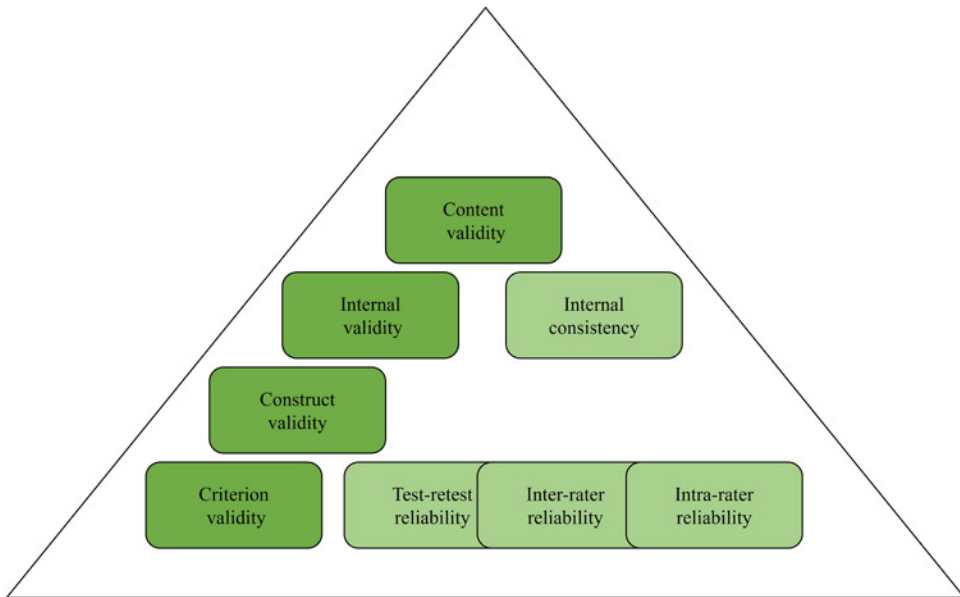 Content
validity
Internal
validity
Internal
consistency
Construct
validity
Criterion
validity
Test-retest
reliability
Inter-rater
reliability
Intra-rater
reliability